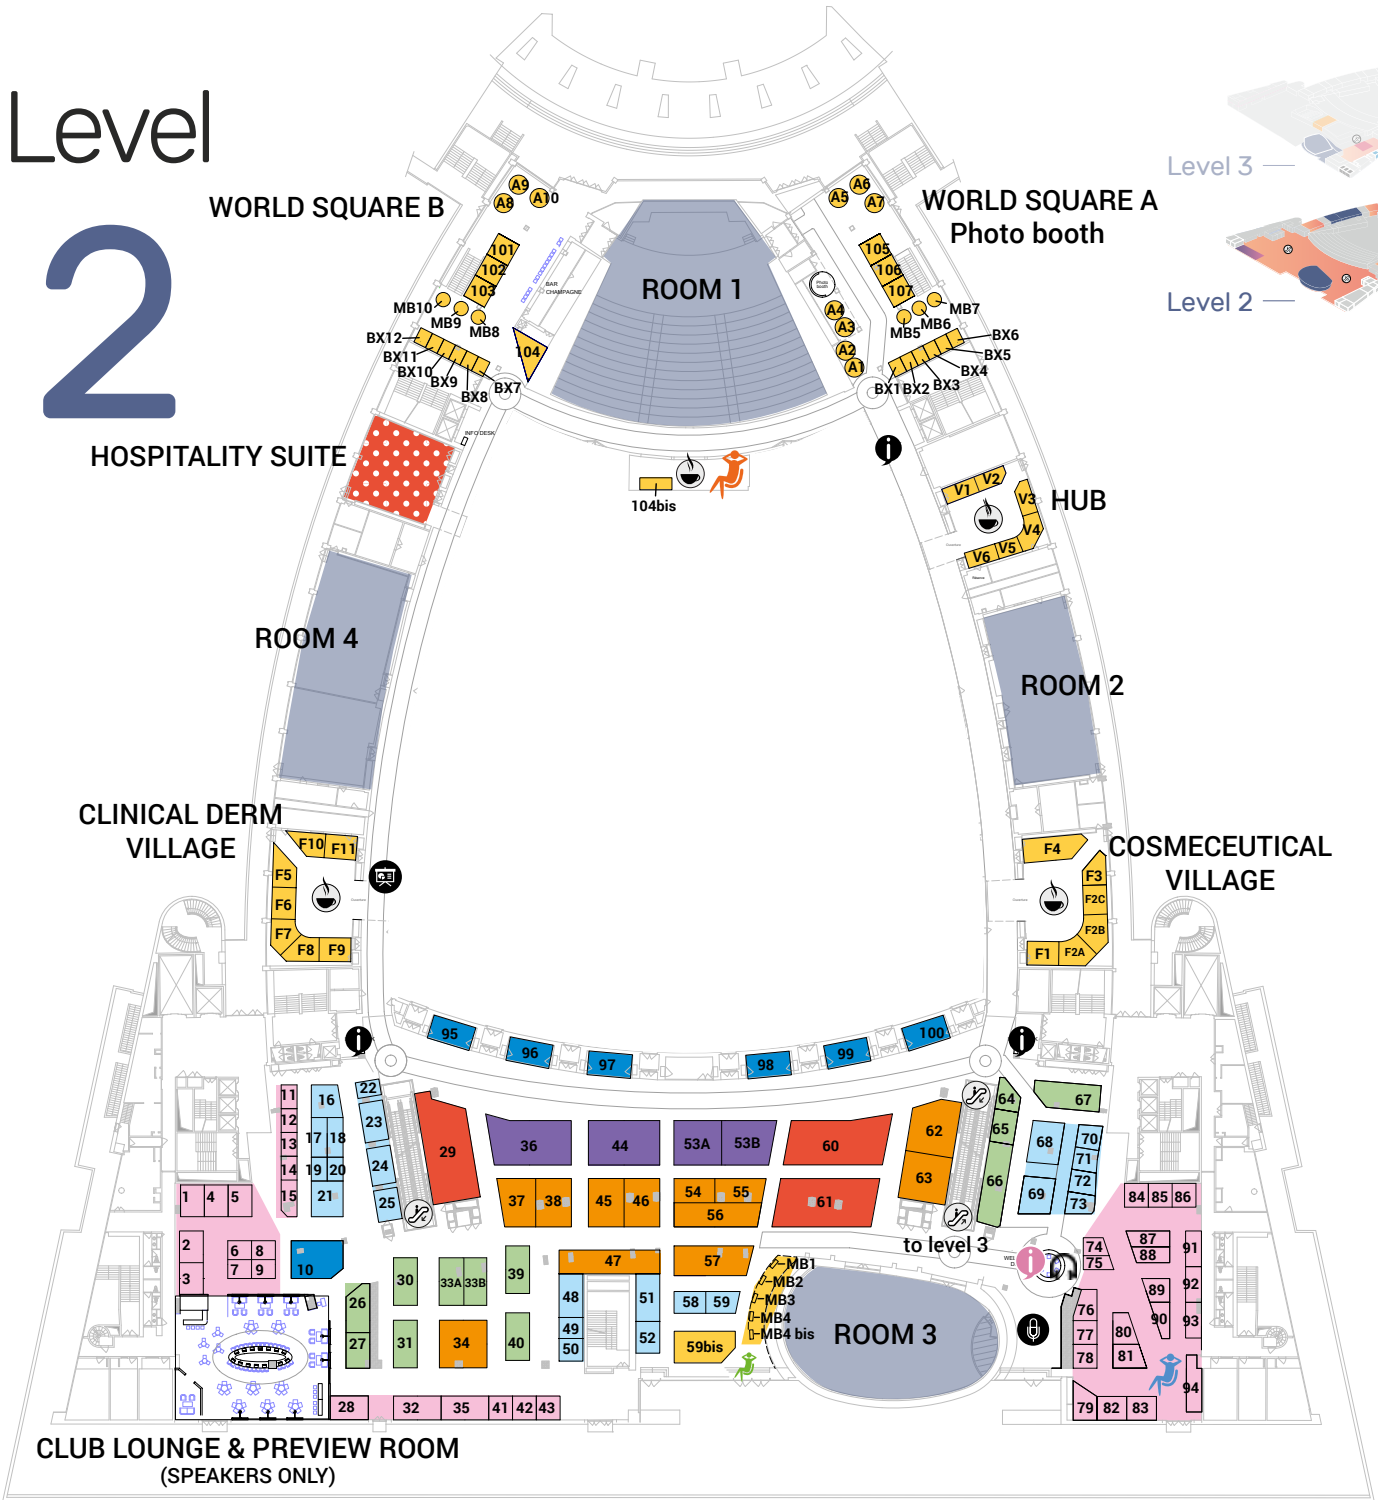 Level
2
Level 3
Level 2
WORLD SQUARE B
WORLD SQUARE A
Photo booth
A9
A8
A10
A6
A5
A7
101
102
103
105
106
107
BAR
CHAMPAGNE
ROOM 1
Photo
booth
A4
A3
A2
A1
MB10
MB9
MB8
MB7
MB6
MB5
104
BX12
BX11
BX10
BX9
BX8
BX7
BX6
BX5
BX4
BX3
BX2
BX1
INFO DESK
HOSPITALITY SUITE
104bis
V1
V2
V3
V4
V5
V6
HUB
ROOM 4
ROOM 2
CLINICAL DERM
VILLAGE
F10
F11
F5
F6
F7
F8
F9
COSMECEUTICAL
VILLAGE
F4
F3
F2C
F2B
F2A
F1
95
96
97
98
99
100
11
12
13
14
15
16
17
18
19
20
21
22
23
24
25
29
36
44
53A
53B
60
62
63
64
65
66
67
68
69
70
71
72
73
37
38
45
46
54
55
56
61
1
4
5
2
3
6
8
7
9
10
84
85
86
87
88
91
74
75
to level 3
47
57
30
33A
33B
39
26
27
31
34
40
48
49
50
51
52
58
59
59bis
MB1
MB2
MB3
MB4
MB4 bis
ROOM 3
76
77
78
80
81
89
90
92
93
94
79
82
83
28
32
35
41
42
43
CLUB LOUNGE & PREVIEW ROOM
(SPEAKERS ONLY)